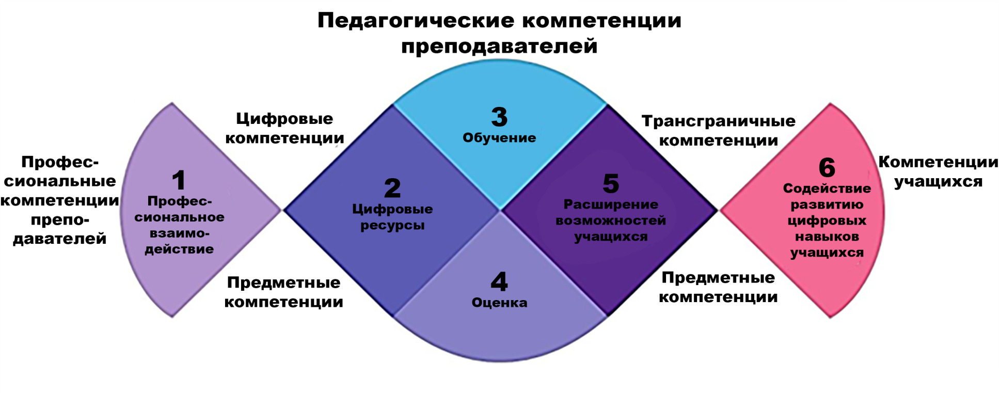 Педагогические компетенции
преподавателей
Цифровые
компетенции
Профес-
сиональные
компетенции
препо-
давателей
1
Профес-
сиональное
взаимо-
действие
Предметные
компетенции
2
Цифровые
ресурсы
3
Обучение
4
Оценка
5
Расширение
возможностей
учащихся
Трансграничные
компетенции
Предметные
компетенции
6
Содействие
развитию
цифровых
навыков
учащихся
Компетенции
учащихся